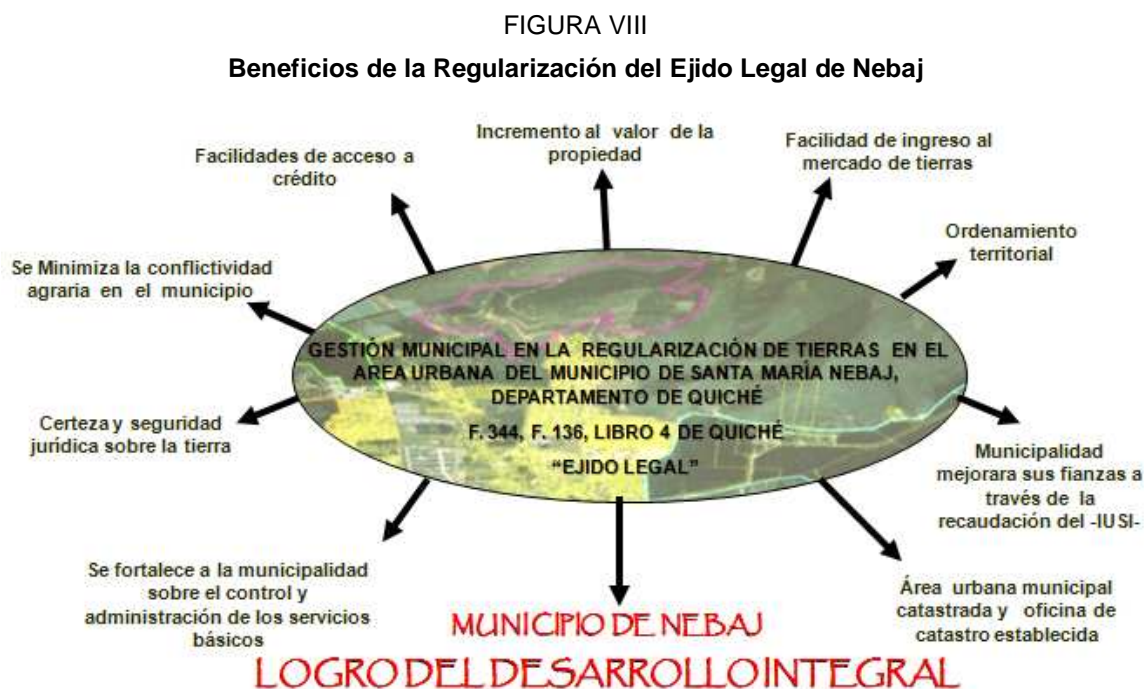 FIGURA VIII
Beneficios de la Regularización del Ejido Legal de Nebaj
Incremento al valor de la
propiedad
Facilidad de ingreso al
mercado de tierras
Facilidades de acceso a
crédito
Ordenamiento
territorial
Se Minimiza la conflictividad
agraria en el municipio
GESTIÓN MUNICIPAL EN LA REGULARIZACIÓN DE TIERRAS EN EL
AREA URBANA DEL MUNICIPIO DE SANTA MARÍA NEBAJ,
DEPARTAMENTO DE QUICHÉ
F. 344, F. 136, LIBRO 4 DE QUICHÉ
“EJIDO LEGAL”
Certeza y seguridad
jurídica sobre la tierra
Municipalidad
mejorara sus fianzas a
través de la
recaudación del -IUSI-
Se fortalece a la municipalidad
sobre el control y
administración de los servicios
básicos
Área urbana municipal
catastrada y oficina de
catastro establecida
MUNICIPIO DE NEBAJ
LOGRO DEL DESARROLLO INTEGRAL